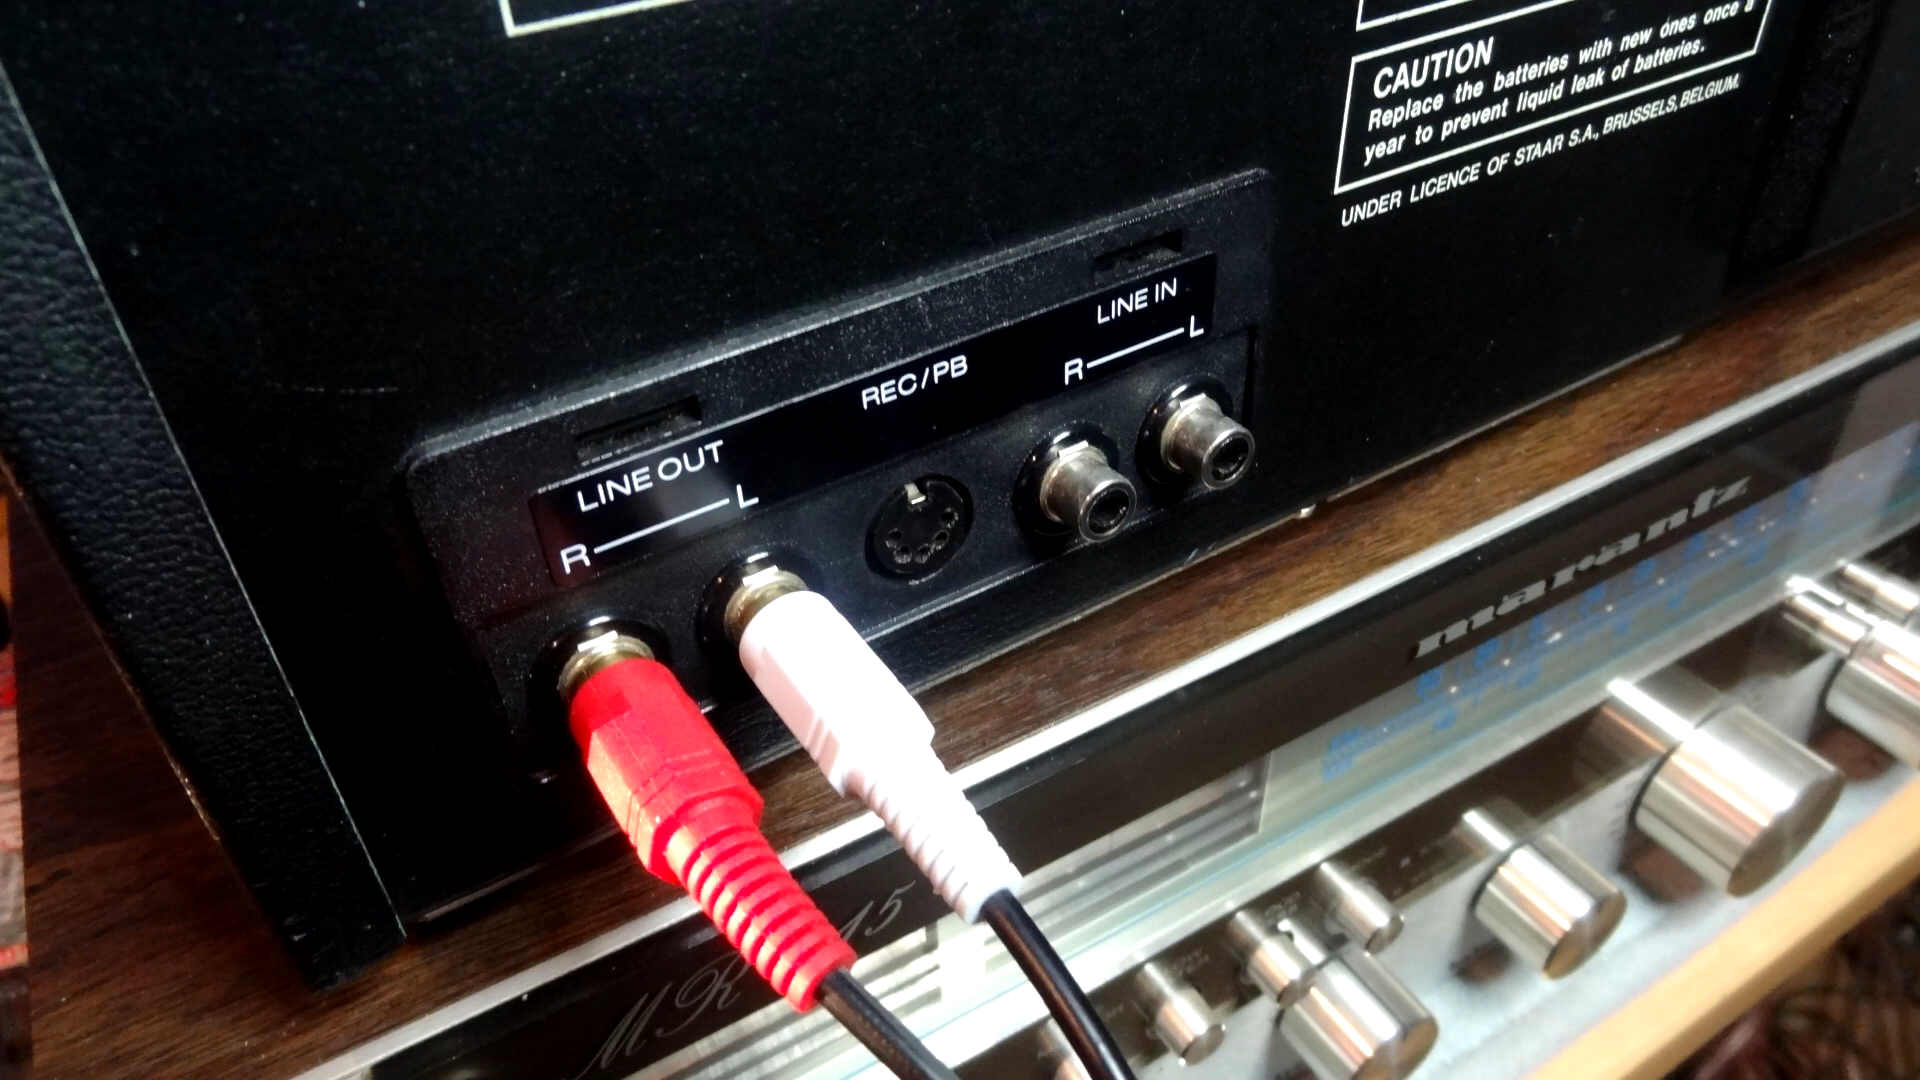 CAUTION
Replace the batteries with new ones once a
year to prevent liquid leak of batteries.
UNDER LICENCE OF STAAR S.A., BRUSSELS, BELGIUM.
LINE IN
R L
REC/PB
LINE OUT
R L
marantz
MR